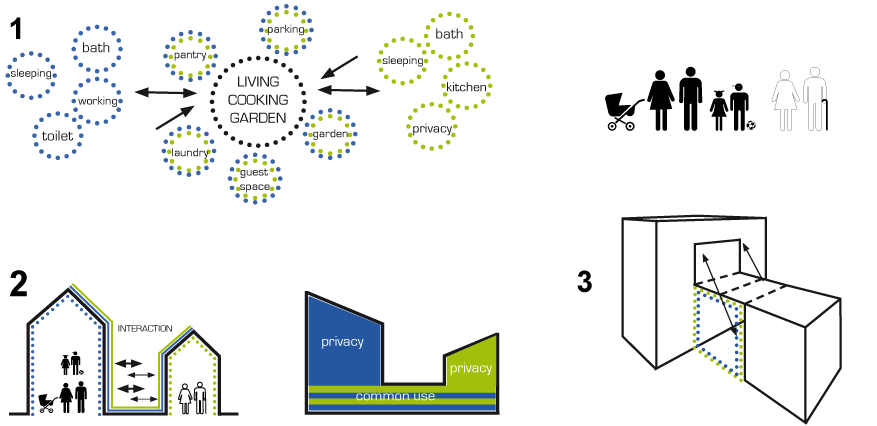 1
bath
sleeping
working
toilet
pantry
parking
LIVING
COOKING
GARDEN
laundry
guest
space
garden
bath
sleeping
kitchen
privacy
2
INTERACTION
privacy
privacy
common use
3